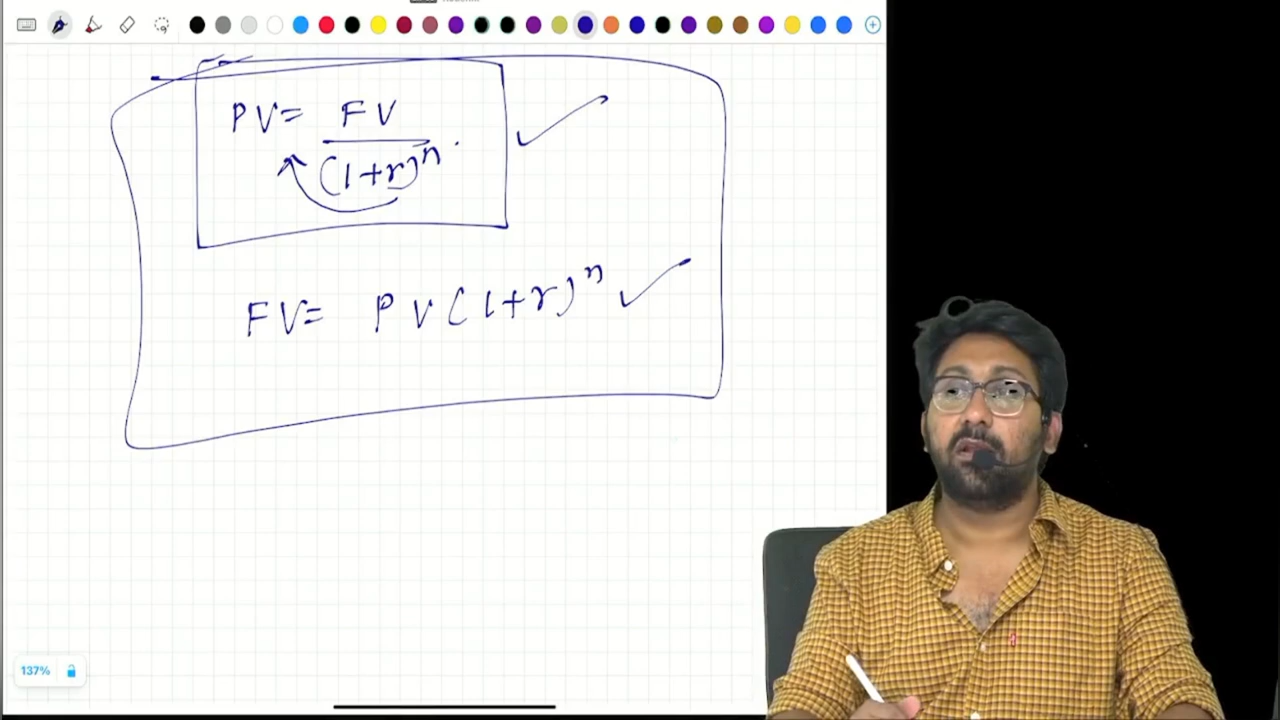 PV = FV
(1+r)^n
FV = PV(1+r)^n
137%